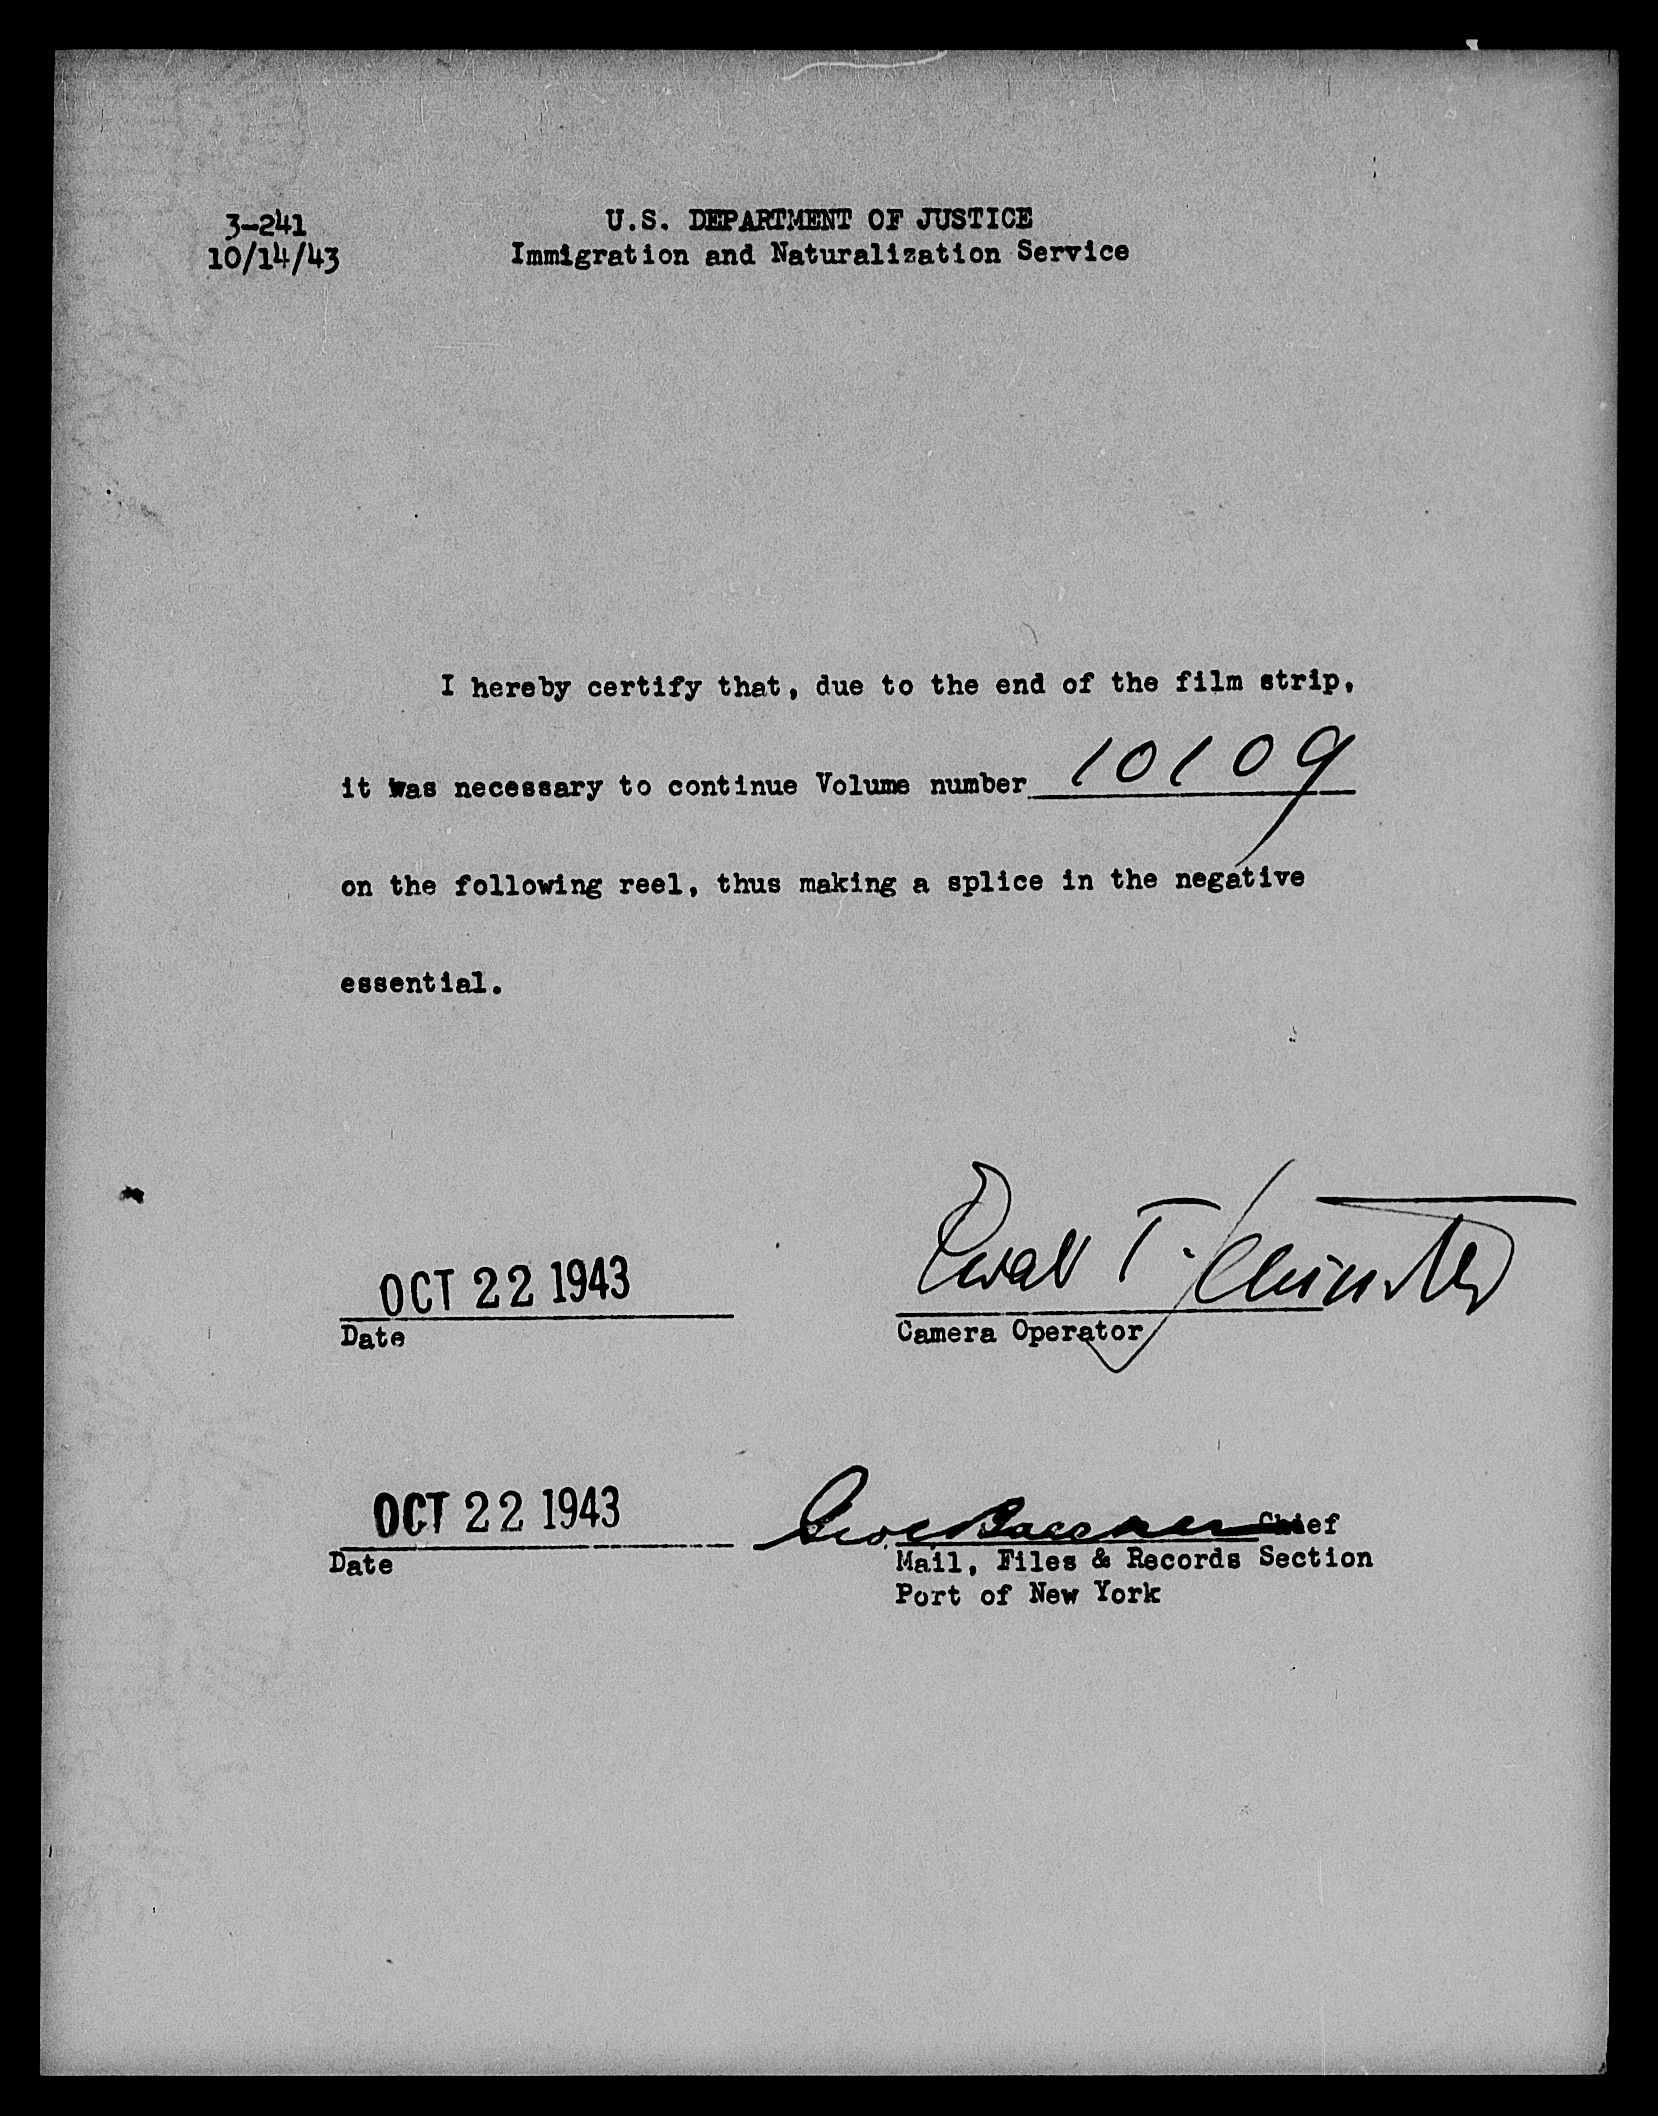 3-241
10/14/43
U.S. DEPARTMENT OF JUSTICE
Immigration and Naturalization Service
I hereby certify that, due to the end of the film strip,
it was necessary to continue Volume number 10109
on the following reel, thus making a splice in the negative
essential.
OCT 22 1943
Date
T.
Camera Operator
OCT 22 1943
Date
Chief
Mail, Files & Records Section
Port of New York